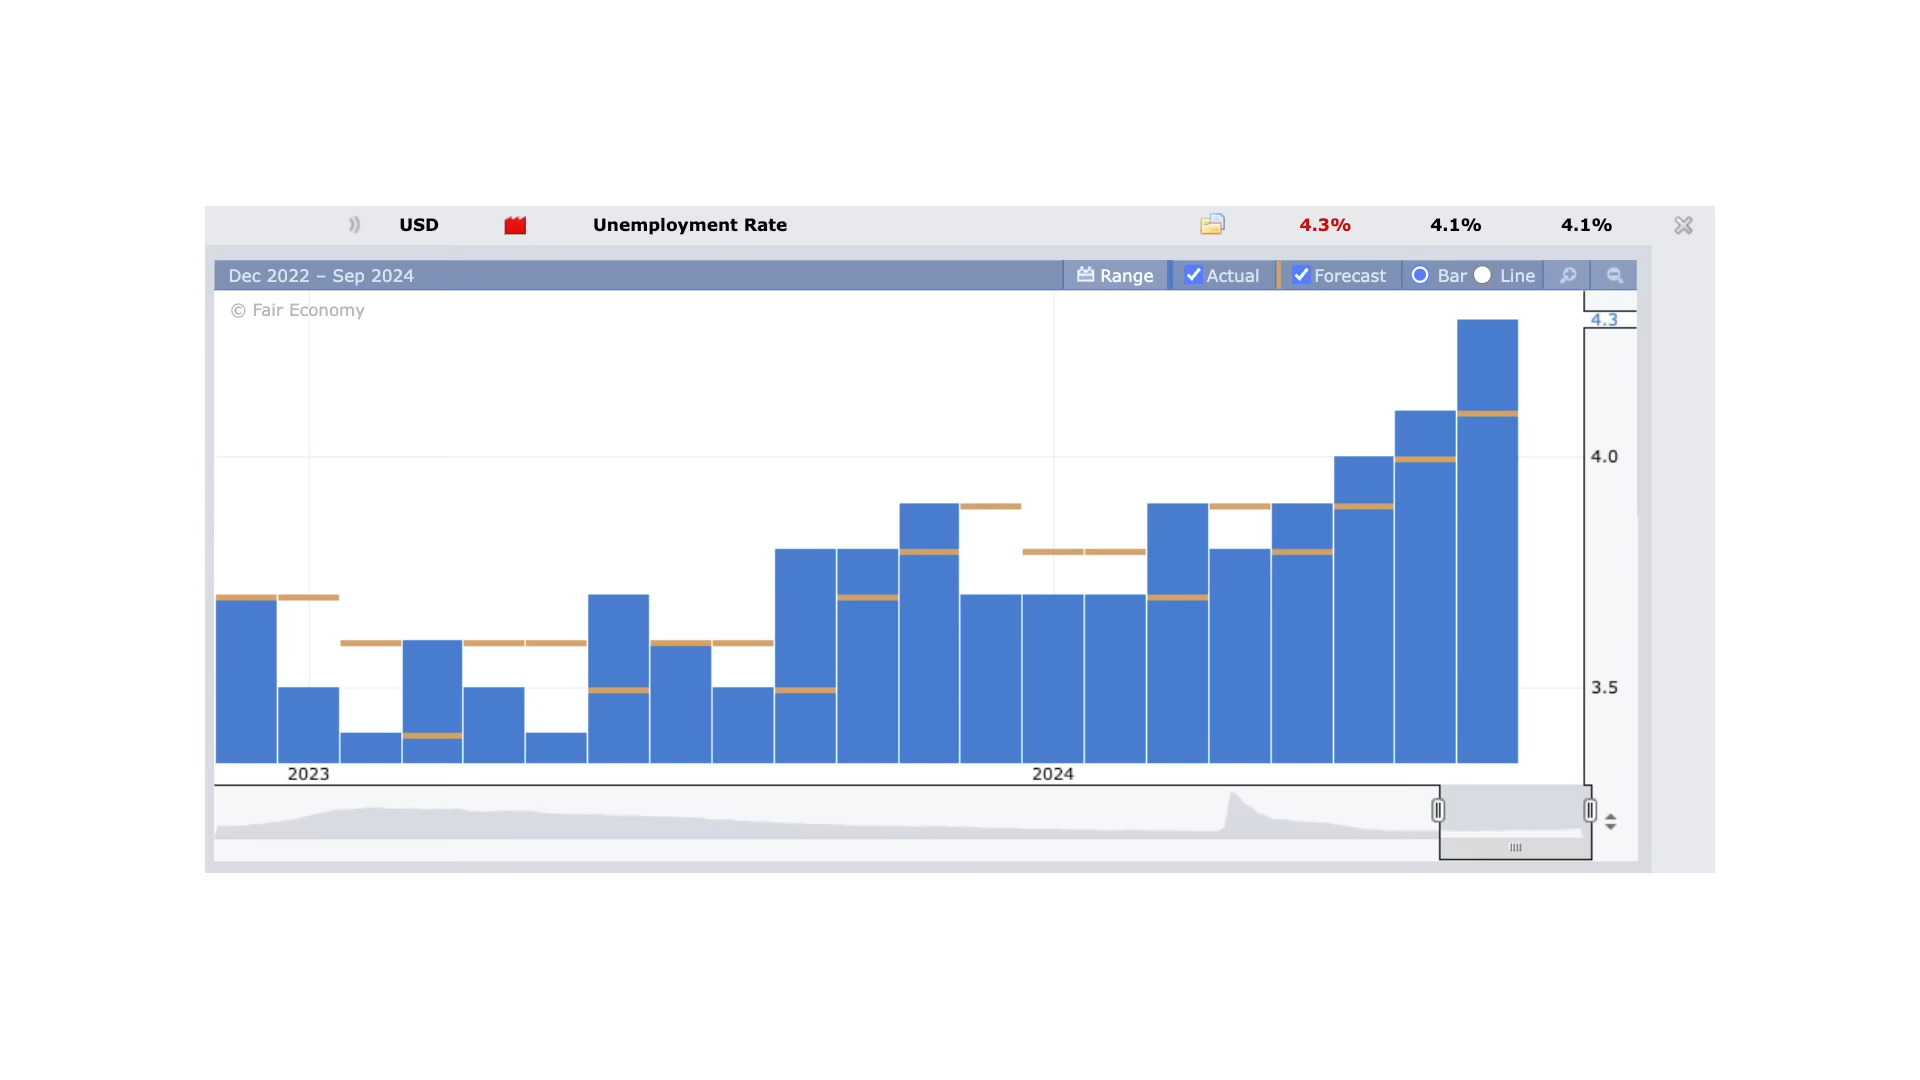 USD Unemployment Rate 4.3% 4.1% 4.1%
Dec 2022 – Sep 2024 Range Actual Forecast Bar Line
© Fair Economy
4.3
4.0
3.5
2023 2024